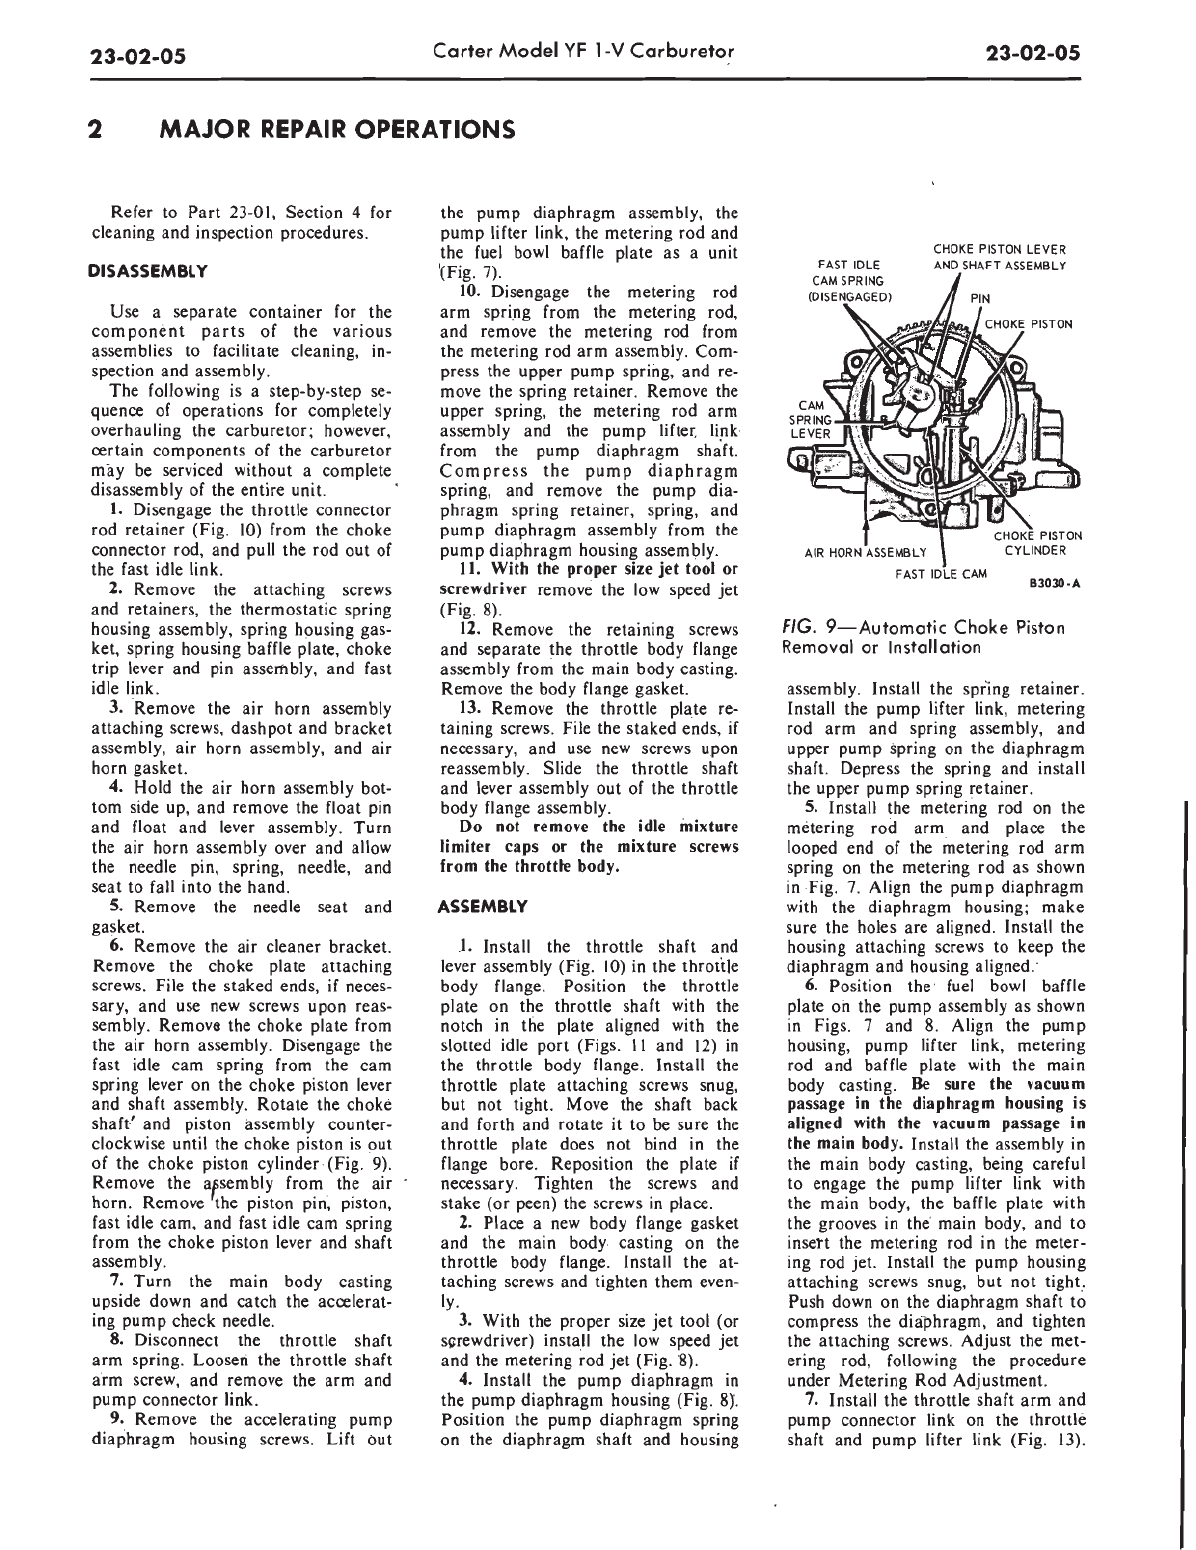 23-02-05
Carter Model YF 1-V Carburetor
23-02-05
2 MAJOR REPAIR OPERATIONS
Refer to Part 23-01, Section 4 for
cleaning and inspection procedures.
DISASSEMBLY
Use a separate container for the
component parts of the various
assemblies to facilitate cleaning, in-
spection and assembly.
The following is a step-by-step se-
quence of operations for completely
overhauling the carburetor; however,
certain components of the carburetor
may be serviced without a complete
disassembly of the entire unit.
1. Disengage the throttle connector
rod retainer (Fig. 10) from the choke
connector rod, and pull the rod out of
the fast idle link.
2. Remove the attaching screws
and retainers, the thermostatic spring
housing assembly, spring housing gas-
ket, spring housing baffle plate, choke
trip lever and pin assembly, and fast
idle link.
3. Remove the air horn assembly
attaching screws, dashpot and bracket
assembly, air horn assembly, and air
horn gasket.
4. Hold the air horn assembly bot-
tom side up, and remove the float pin
and float and lever assembly. Turn
the air horn assembly over and allow
the needle pin, spring, needle, and
seat to fall into the hand.
5. Remove the needle seat and
gasket.
6. Remove the air cleaner bracket.
Remove the choke plate attaching
screws. File the staked ends, if neces-
sary, and use new screws upon reas-
sembly. Remove the choke plate from
the air horn assembly. Disengage the
fast idle cam spring from the cam
spring lever on the choke piston lever
and shaft assembly. Rotate the choke
shaft and piston assembly counter-
clockwise until the choke piston is out
of the choke piston cylinder (Fig. 9).
Remove the assembly from the air
horn. Remove the piston pin, piston,
fast idle cam, and fast idle cam spring
from the choke piston lever and shaft
assembly.
7. Turn the main body casting
upside down and catch the accelerat-
ing pump check needle.
8. Disconnect the throttle shaft
arm spring. Loosen the throttle shaft
arm screw, and remove the arm and
pump connector link.
9. Remove the accelerating pump
diaphragm housing screws. Lift out
the pump diaphragm assembly, the
pump lifter link, the metering rod and
the fuel bowl baffle plate as a unit
(Fig. 7).
10. Disengage the metering rod
arm spring from the metering rod,
and remove the metering rod from
the metering rod arm assembly. Com-
press the upper pump spring, and re-
move the spring retainer. Remove the
upper spring, the metering rod arm
assembly and the pump lifter link
from the pump diaphragm shaft.
Compress the pump diaphragm
spring, and remove the pump dia-
phragm spring retainer, spring, and
pump diaphragm assembly from the
pump diaphragm housing assembly.
11. With the proper size jet tool or
screwdriver remove the low speed jet
(Fig. 8).
12. Remove the retaining screws
and separate the throttle body flange
assembly from the main body casting.
Remove the body flange gasket.
13. Remove the throttle plate re-
taining screws. File the staked ends, if
necessary, and use new screws upon
reassembly. Slide the throttle shaft
and lever assembly out of the throttle
body flange assembly.
Do not remove the idle mixture
limiter caps or the mixture screws
from the throttle body.
ASSEMBLY
1. Install the throttle shaft and
lever assembly (Fig. 10) in the throttle
body flange. Position the throttle
plate on the throttle shaft with the
notch in the plate aligned with the
slotted idle port (Figs. 11 and 12) in
the throttle body flange. Install the
throttle plate attaching screws snug,
but not tight. Move the shaft back
and forth and rotate it to be sure the
throttle plate does not bind in the
flange bore. Reposition the plate if
necessary. Tighten the screws and
stake (or peen) the screws in place.
2. Place a new body flange gasket
and the main body casting on the
throttle body flange. Install the at-
taching screws and tighten them even-
ly.
3. With the proper size jet tool (or
screwdriver) install the low speed jet
and the metering rod jet (Fig. 8).
4. Install the pump diaphragm in
the pump diaphragm housing (Fig. 8).
Position the pump diaphragm spring
on the diaphragm shaft and housing
FAST IDLE
CAM SPRING
(DISENGAGED)
CHOKE PISTON LEVER
AND SHAFT ASSEMBLY
PIN
CHOKE PISTON
CAM
SPRING
LEVER
CHOKE PISTON
CYLINDER
AIR HORN ASSEMBLY
FAST IDLE CAM
B3030-A
FIG. 9—Automatic Choke Piston
Removal or Installation
assembly. Install the spring retainer.
Install the pump lifter link, metering
rod arm and spring assembly, and
upper pump spring on the diaphragm
shaft. Depress the spring and install
the upper pump spring retainer.
5. Install the metering rod on the
metering rod arm and place the
looped end of the metering rod arm
spring on the metering rod as shown
in Fig. 7. Align the pump diaphragm
with the diaphragm housing; make
sure the holes are aligned. Install the
housing attaching screws to keep the
diaphragm and housing aligned.
6. Position the fuel bowl baffle
plate on the pump assembly as shown
in Figs. 7 and 8. Align the pump
housing, pump lifter link, metering
rod and baffle plate with the main
body casting. Be sure the vacuum
passage in the diaphragm housing is
aligned with the vacuum passage in
the main body. Install the assembly in
the main body casting, being careful
to engage the pump lifter link with
the main body, the baffle plate with
the grooves in the main body, and to
insert the metering rod in the meter-
ing rod jet. Install the pump housing
attaching screws snug, but not tight.
Push down on the diaphragm shaft to
compress the diaphragm, and tighten
the attaching screws. Adjust the met-
ering rod, following the procedure
under Metering Rod Adjustment.
7. Install the throttle shaft arm and
pump connector link on the throttle
shaft and pump lifter link (Fig. 13).